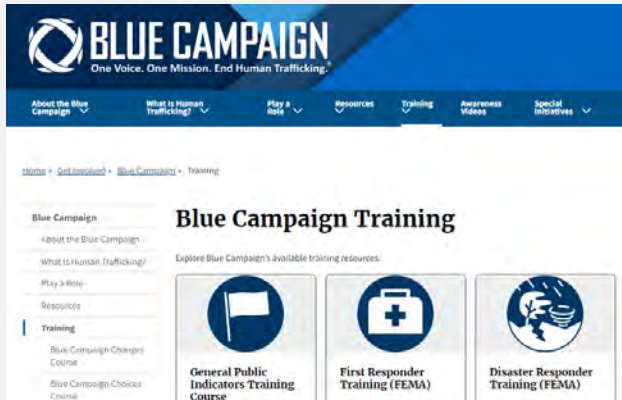 BLUE CAMPAIGN
One Voice. One Mission. End Human Trafficking.®
About the Blue
Campaign
What Is Human
Trafficking?
Play a
Role
Resources
Training
Awareness
Videos
Special
Initiatives
Home » Get Involved » Blue Campaign » Training
Blue Campaign
About the Blue Campaign
What Is Human Trafficking?
Play a Role
Resources
Training
Blue Campaign Changes
Course
Blue Campaign Choices
Course
Blue Campaign Training
Explore Blue Campaign's available training resources.
General Public
Indicators Training
Course
First Responder
Training (FEMA)
Disaster Responder
Training (FEMA)